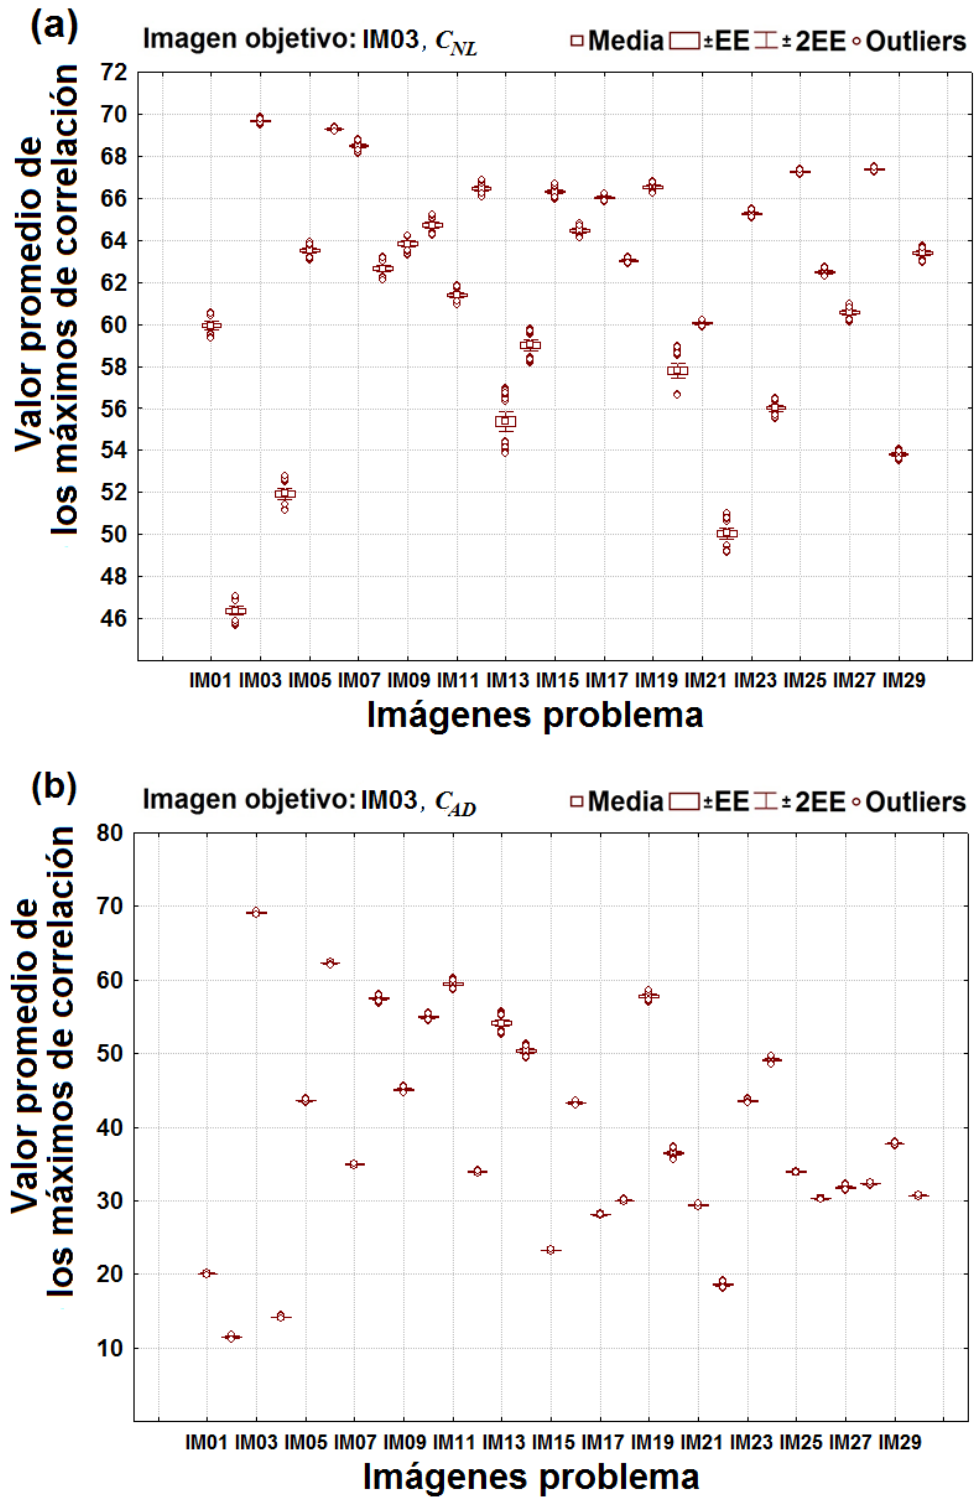 (a)
Imagen objetivo: IM03, C_NL
Media ±EE ± 2EE Outliers
Valor promedio de
los máximos de correlación
72
70
68
66
64
62
60
58
56
54
52
50
48
46
IM01 IM03 IM05 IM07 IM09 IM11 IM13 IM15 IM17 IM19 IM21 IM23 IM25 IM27 IM29
Imágenes problema
(b)
Imagen objetivo: IM03, C_AD
Media ±EE ± 2EE Outliers
Valor promedio de
los máximos de correlación
80
70
60
50
40
30
20
10
IM01 IM03 IM05 IM07 IM09 IM11 IM13 IM15 IM17 IM19 IM21 IM23 IM25 IM27 IM29
Imágenes problema